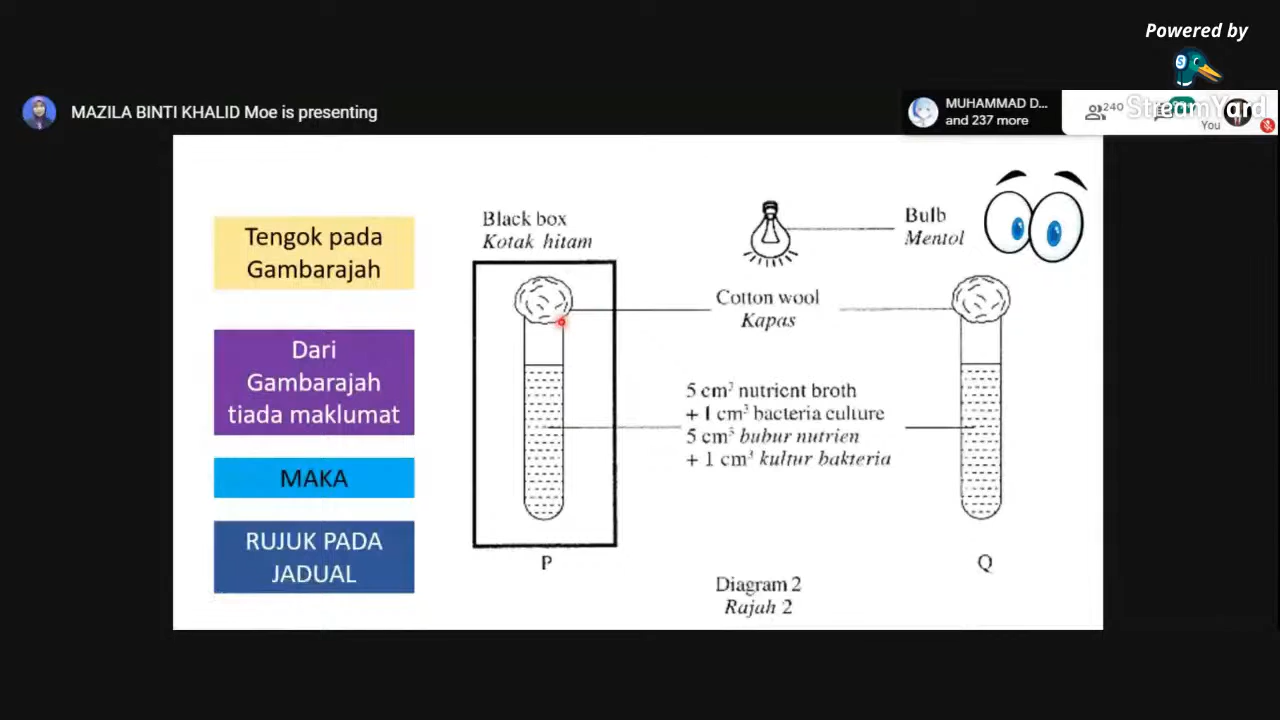 Powered by
StreamYard
MAZILA BINTI KHALID Moe is presenting
MUHAMMAD D...
and 237 more
240
You
Tengok pada
Gambarajah
Dari
Gambarajah
tiada maklumat
MAKA
RUJUK PADA
JADUAL
Black box
Kotak hitam
Bulb
Mentol
Cotton wool
Kapas
5 cm³ nutrient broth
+ 1 cm³ bacteria culture
5 cm³ bubur nutrien
+ 1 cm³ kultur bakteria
P
Q
Diagram 2
Rajah 2